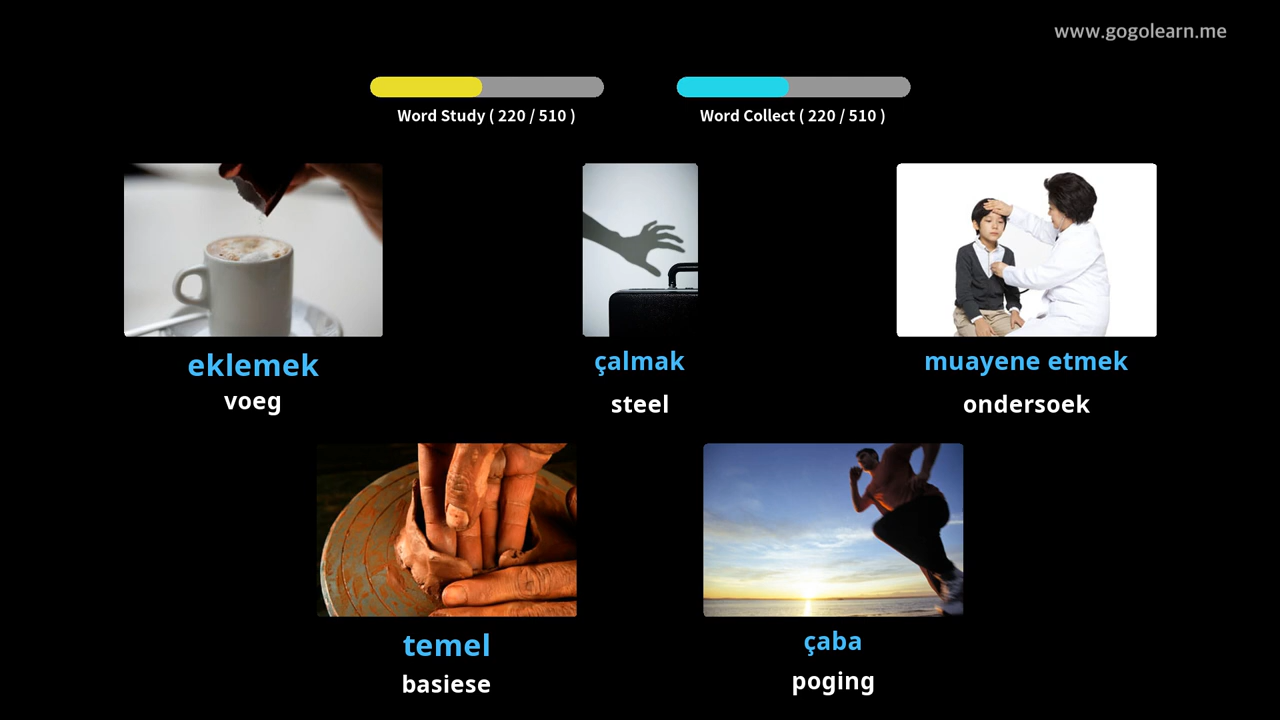 www.gogolearn.me
Word Study ( 220 / 510 )
Word Collect ( 220 / 510 )
eklemek
voeg
çalmak
steel
muayene etmek
ondersoek
temel
basiese
çaba
poging